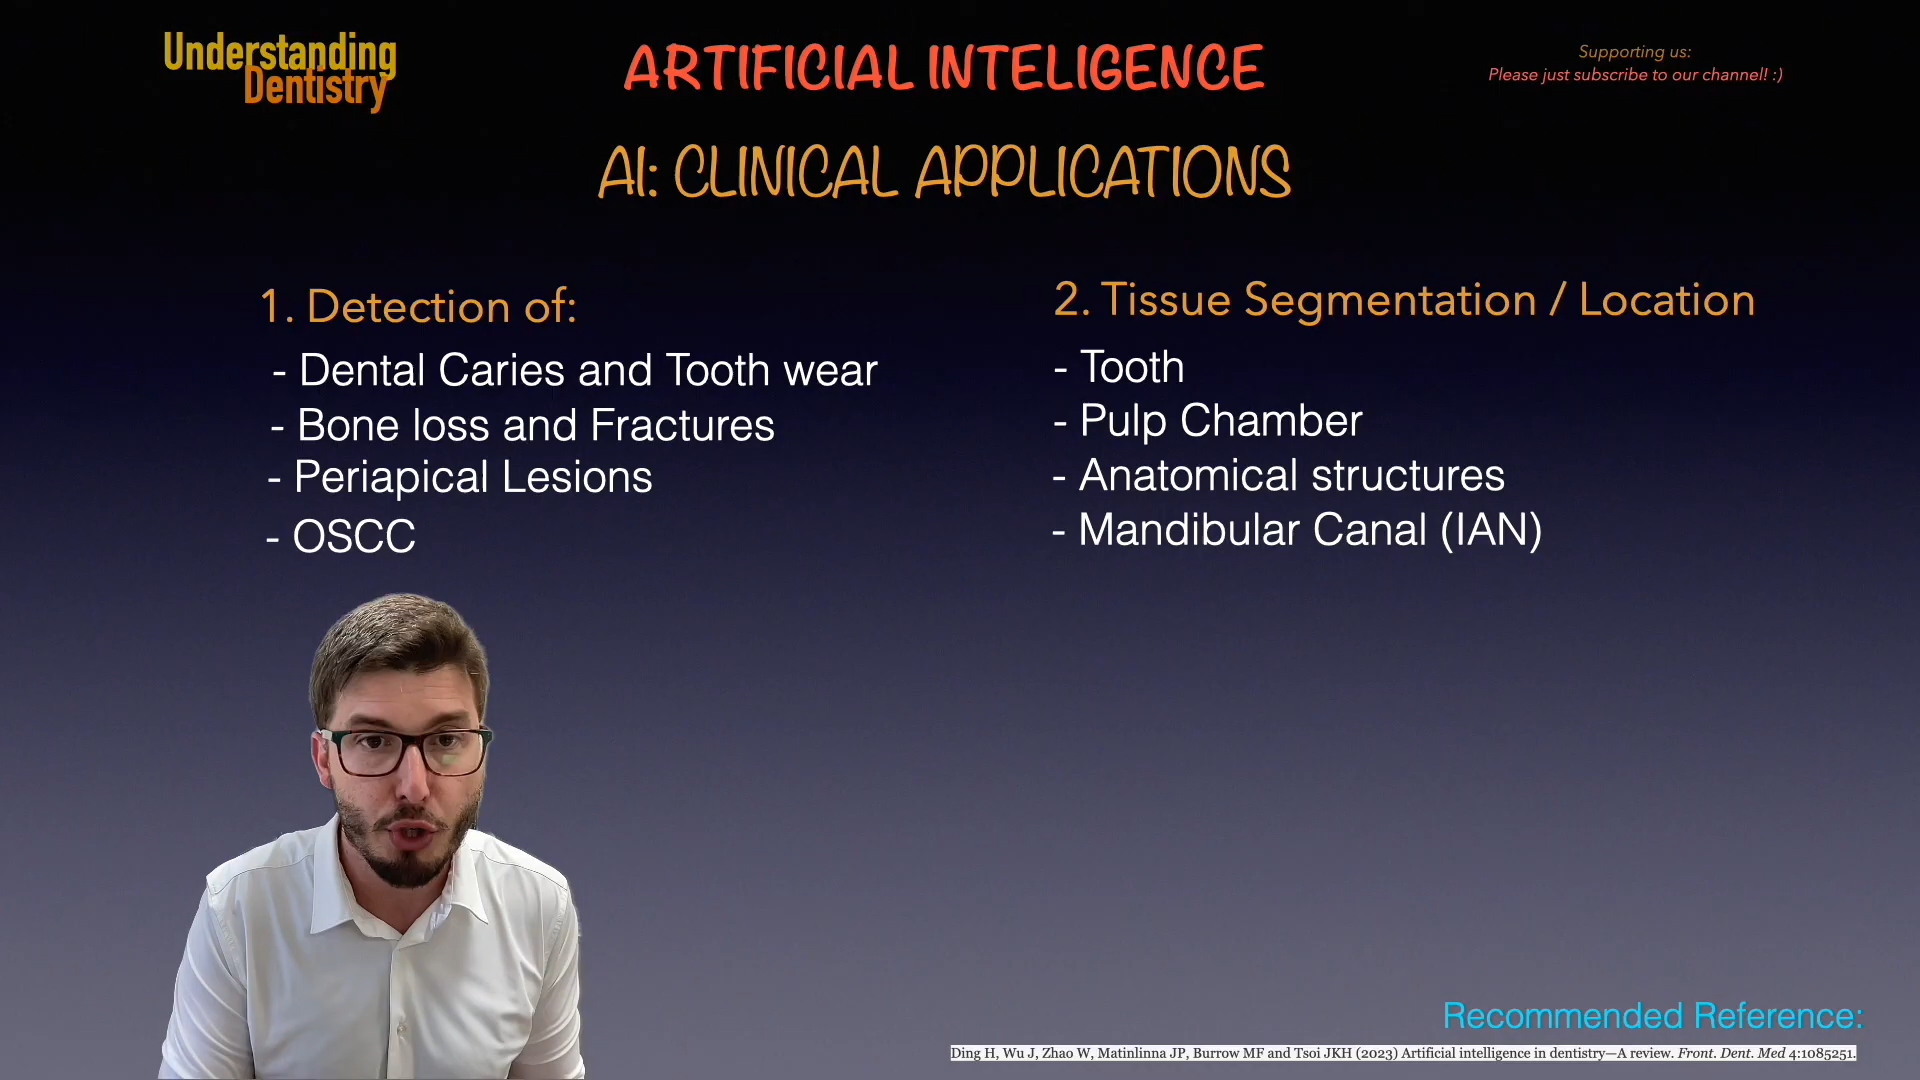 Understanding
Dentistry
ARTIFICIAL INTELIGENCE
Supporting us:
Please just subscribe to our channel! :)
AI: CLINICAL APPLICATIONS
1. Detection of:
- Dental Caries and Tooth wear
- Bone loss and Fractures
- Periapical Lesions
- OSCC
2. Tissue Segmentation / Location
- Tooth
- Pulp Chamber
- Anatomical structures
- Mandibular Canal (IAN)
Recommended Reference:
Ding H, Wu J, Zhao W, Matinlinna JP, Burrow MF and Tsoi JKH (2023) Artificial intelligence in dentistry—A review. Front. Dent. Med 4:1085251.